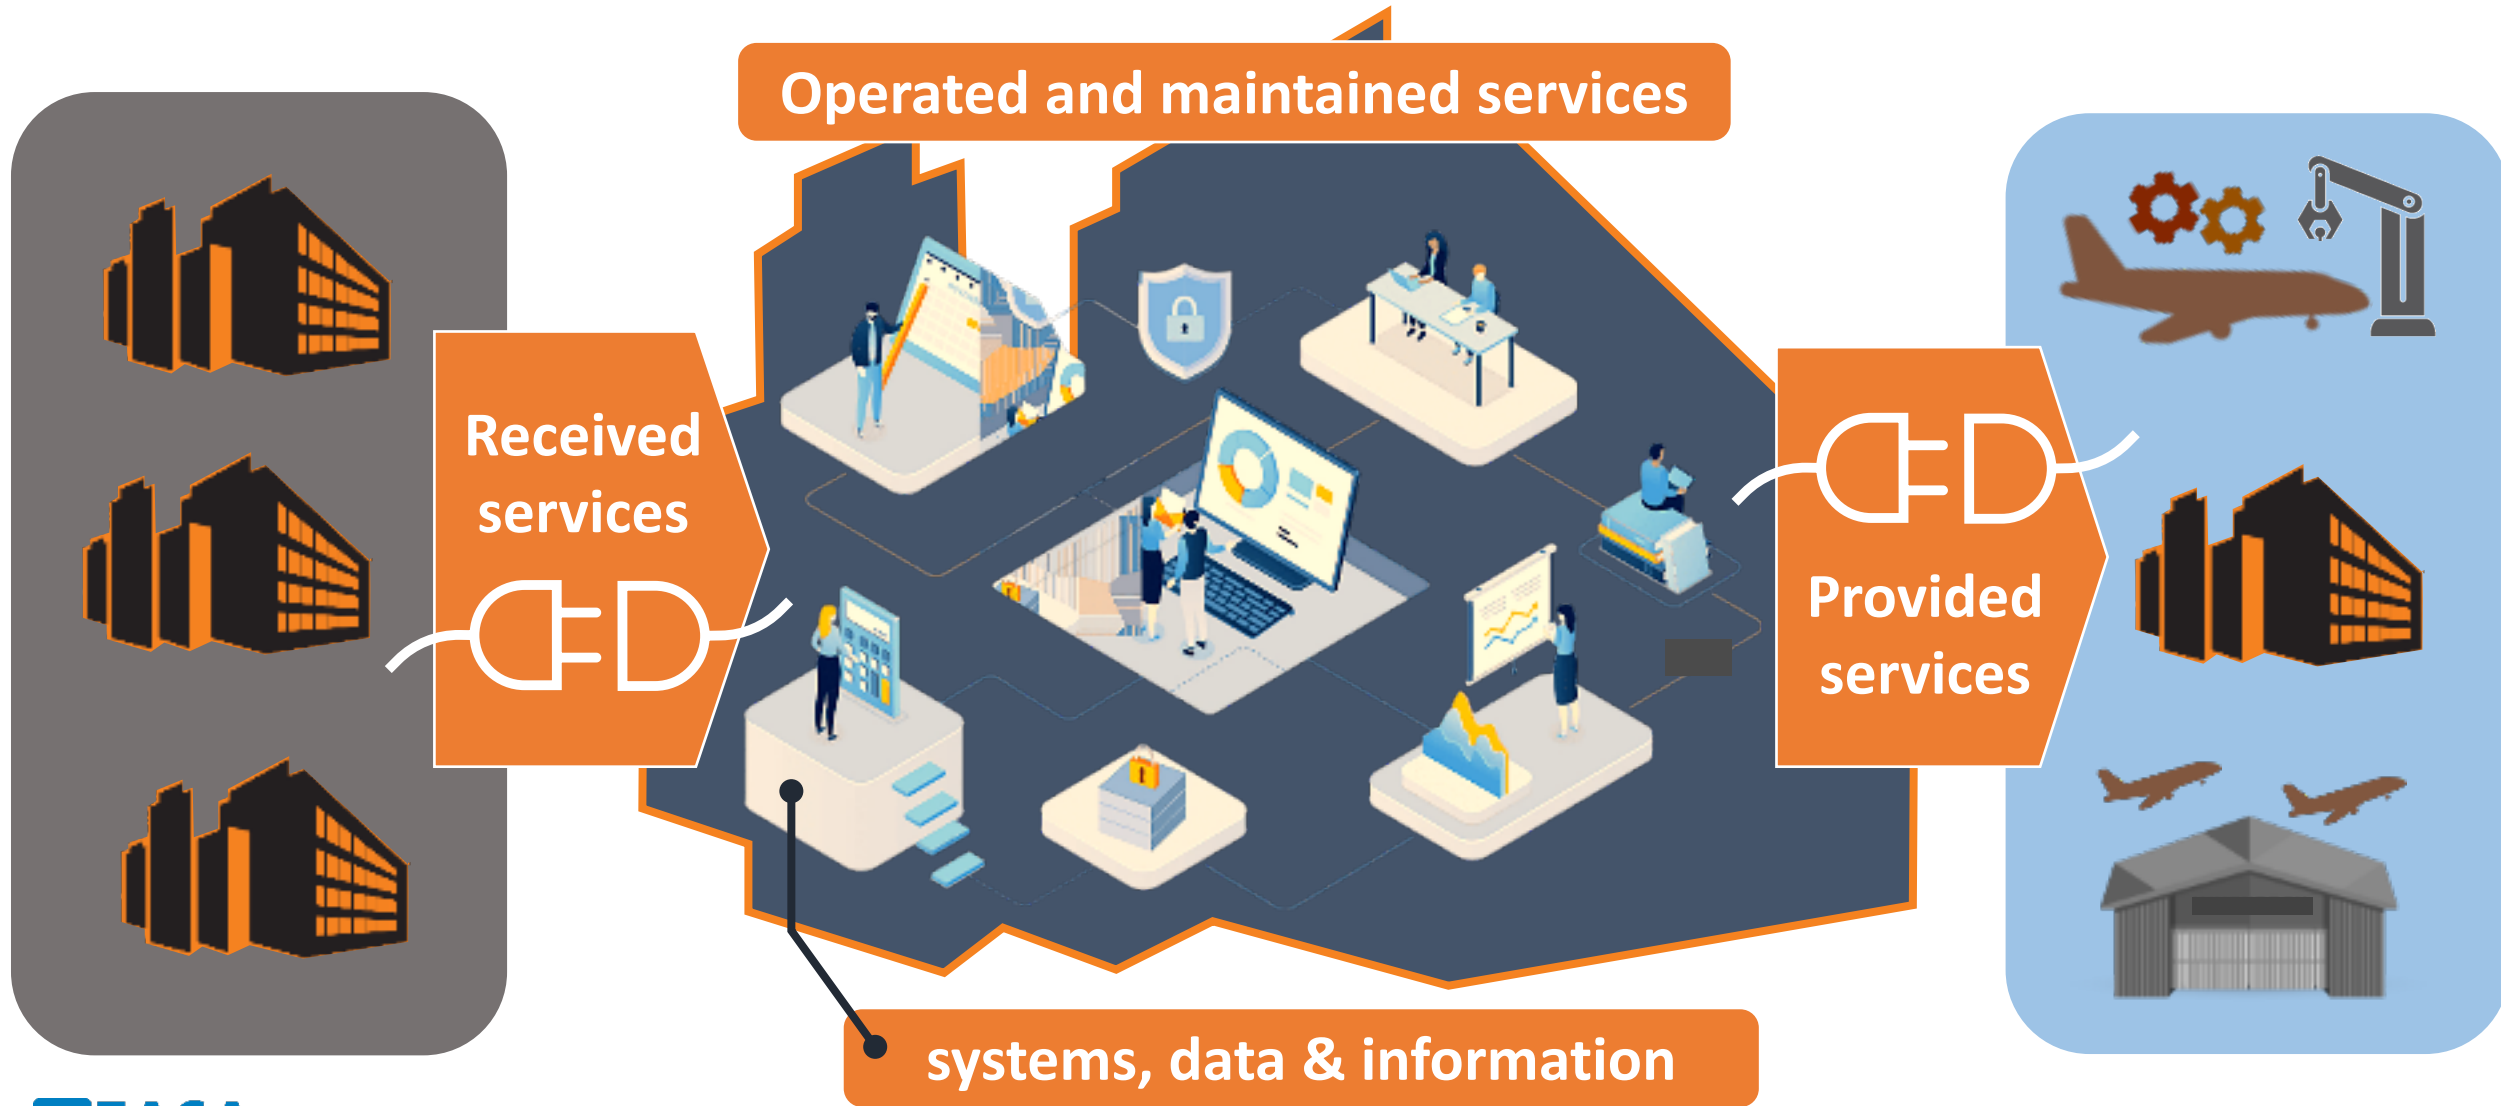 Operated and maintained services
Received
services
Provided
services
systems, data & information